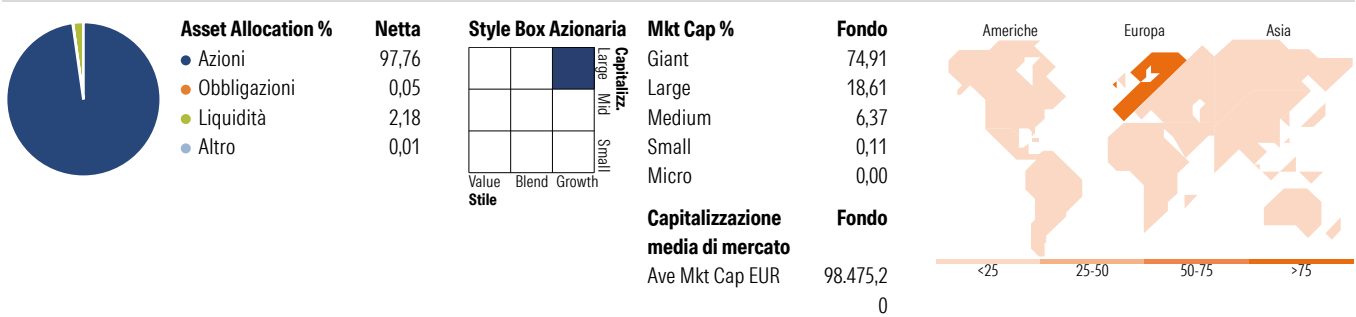 Asset Allocation % Netta
Azioni 97,76
Obbligazioni 0,05
Liquidità 2,18
Altro 0,01
Style Box Azionaria
Capitalizz.
Large
Mid
Small
Value Blend Growth
Stile
Mkt Cap % Fondo
Giant 74,91
Large 18,61
Medium 6,37
Small 0,11
Micro 0,00
Capitalizzazione Fondo
media di mercato
Ave Mkt Cap EUR 98.475,2
0
Americhe Europa Asia
<25 25-50 50-75 >75